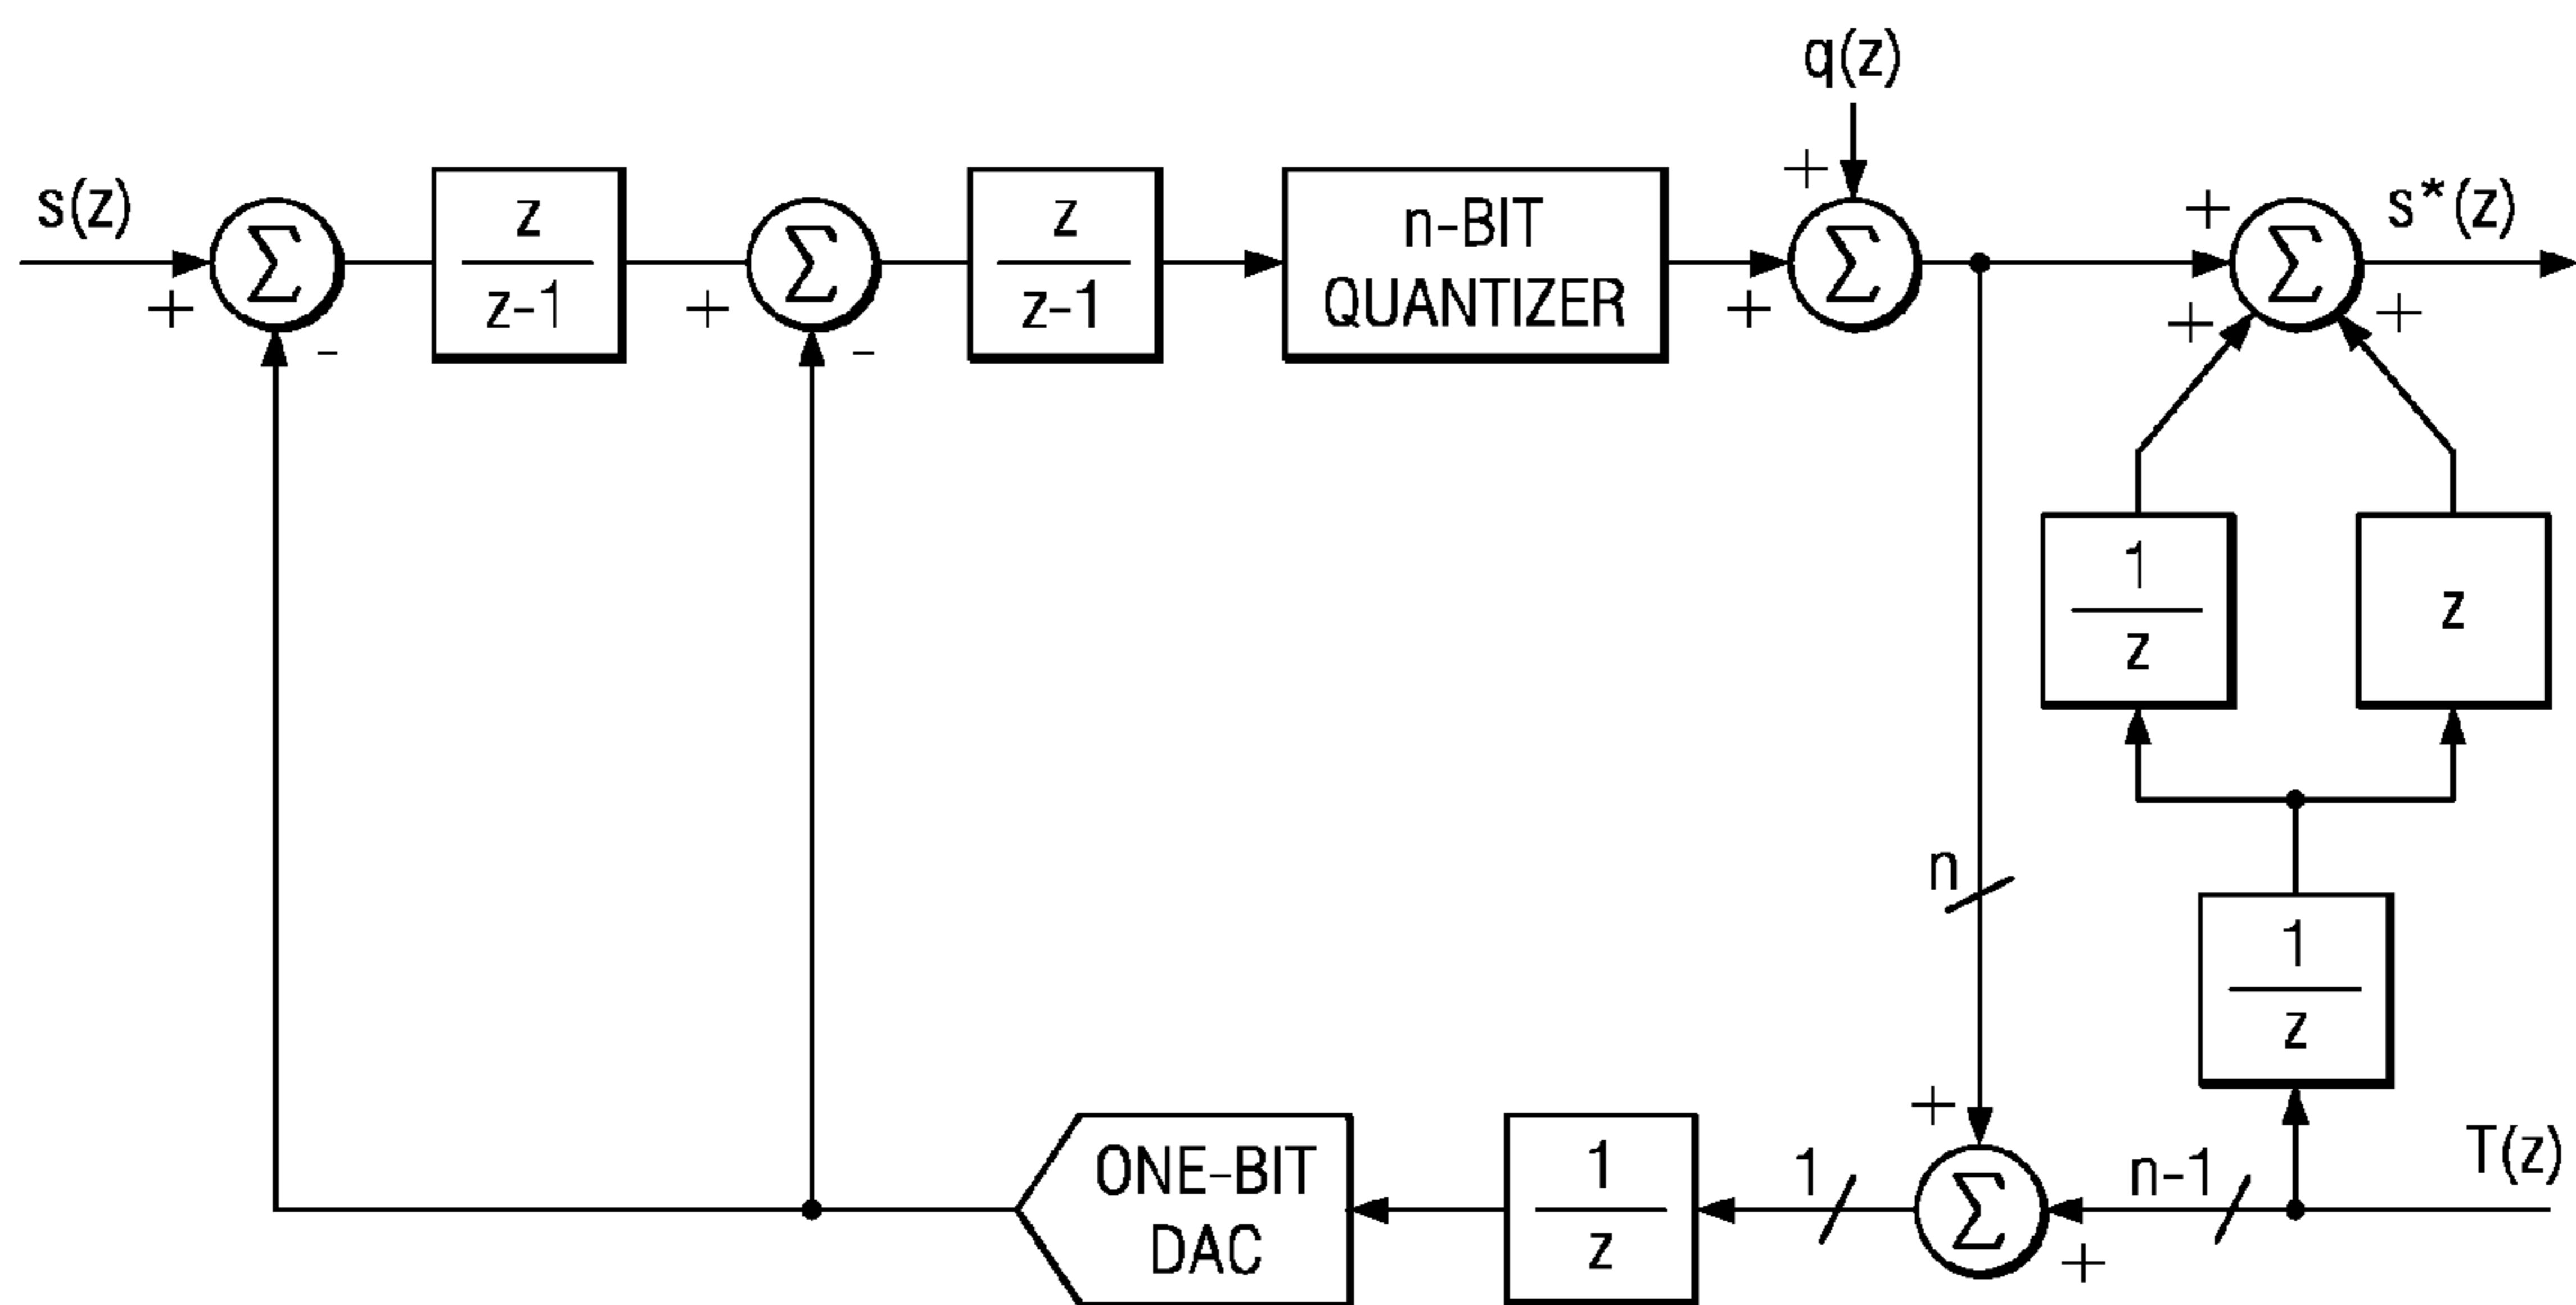 q(z)
+
s(z)
Σ
+
-
z
z-1
+
Σ
-
z
z-1
n-BIT
QUANTIZER
+
Σ
+
+
Σ
+
s*(z)
1
z
z
n
1
z
ONE-BIT
DAC
1
z
1
+
Σ
+
n-1
T(z)